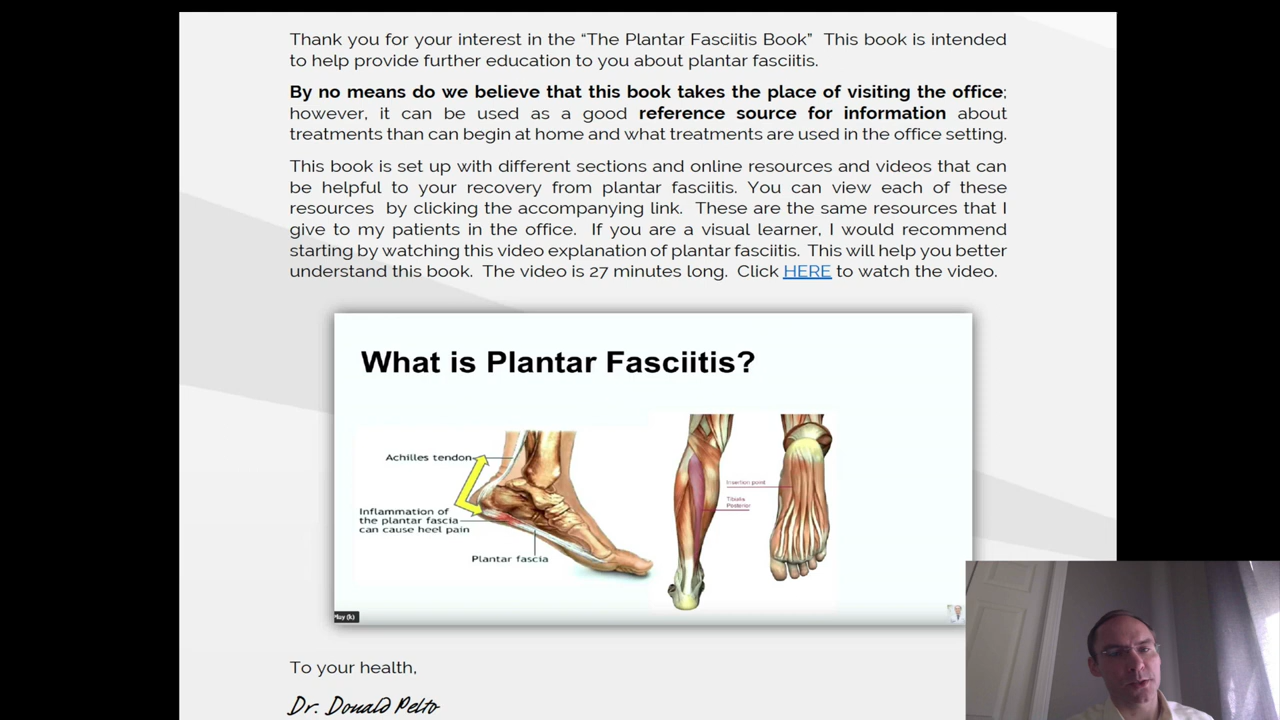 Thank you for your interest in the “The Plantar Fasciitis Book”  This book is intended
to help provide further education to you about plantar fasciitis.
By no means do we believe that this book takes the place of visiting the office;
however, it can be used as a good reference source for information about
treatments than can begin at home and what treatments are used in the office setting.
This book is set up with different sections and online resources and videos that can
be helpful to your recovery from plantar fasciitis. You can view each of these
resources  by clicking the accompanying link.  These are the same resources that I
give to my patients in the office.  If you are a visual learner, I would recommend
starting by watching this video explanation of plantar fasciitis.  This will help you better
understand this book.  The video is 27 minutes long.  Click HERE to watch the video.
What is Plantar Fasciitis?
Achilles tendon
Inflammation of
the plantar fascia
can cause heel pain
Plantar fascia
Insertion point
Tibialis
Posterior
Play (k)
To your health,
Dr. Donald Pelto